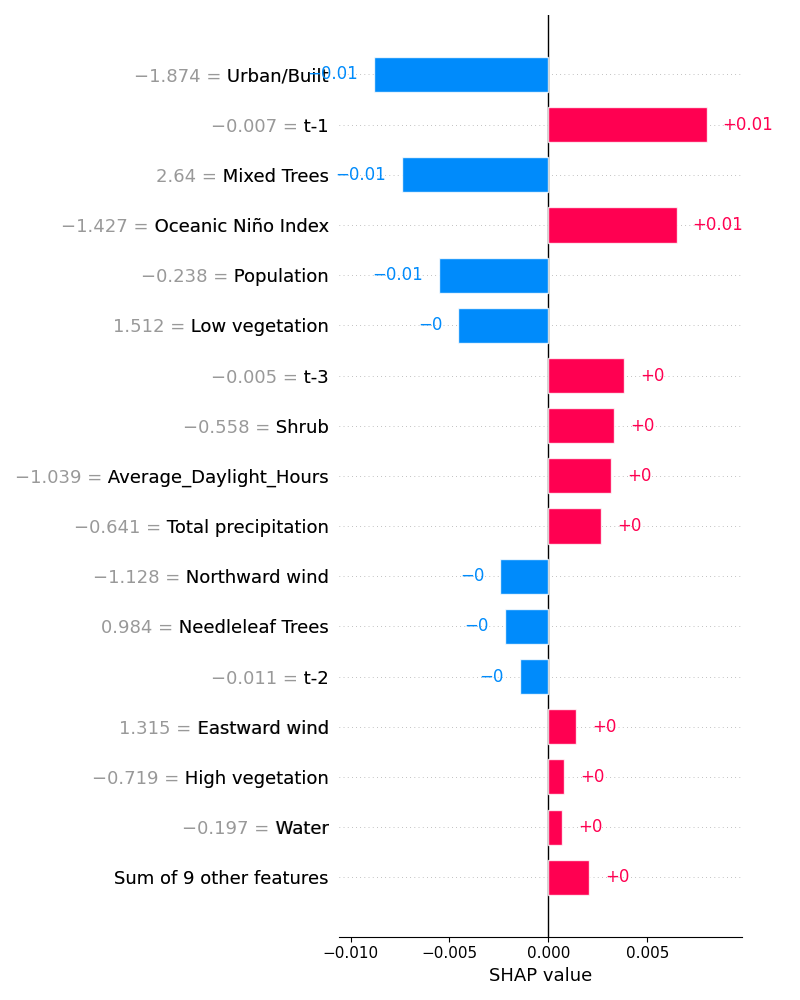 −1.874 = Urban/Built −0.01
−0.007 = t-1 +0.01
2.64 = Mixed Trees −0.01
−1.427 = Oceanic Niño Index +0.01
−0.238 = Population −0.01
1.512 = Low vegetation −0
−0.005 = t-3 +0
−0.558 = Shrub +0
−1.039 = Average_Daylight_Hours +0
−0.641 = Total precipitation +0
−1.128 = Northward wind −0
0.984 = Needleleaf Trees −0
−0.011 = t-2 −0
1.315 = Eastward wind +0
−0.719 = High vegetation +0
−0.197 = Water +0
Sum of 9 other features +0
−0.010 −0.005 0.000 0.005
SHAP value